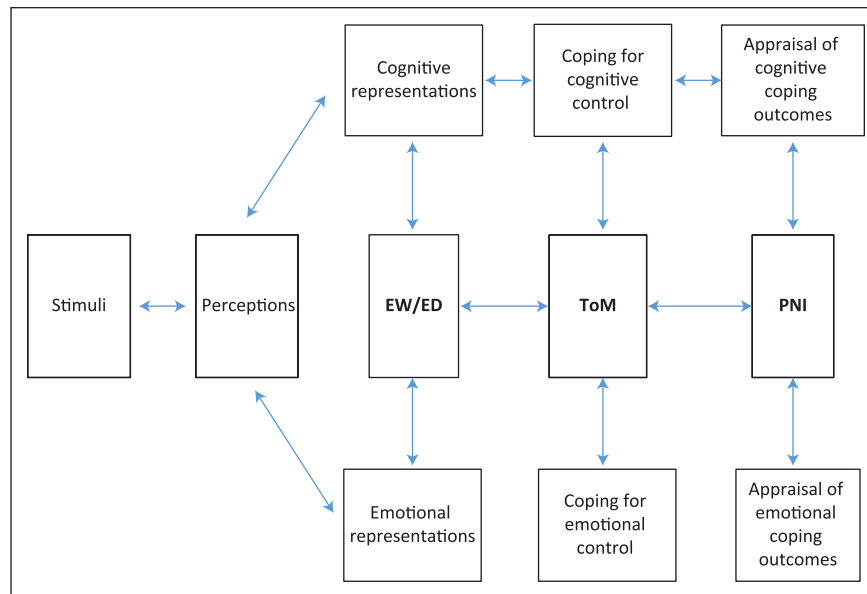 Cognitive
representations
Coping for
cognitive
control
Appraisal of
cognitive
coping
outcomes
Stimuli
Perceptions
EW/ED
ToM
PNI
Emotional
representations
Coping for
emotional
control
Appraisal of
emotional
coping
outcomes